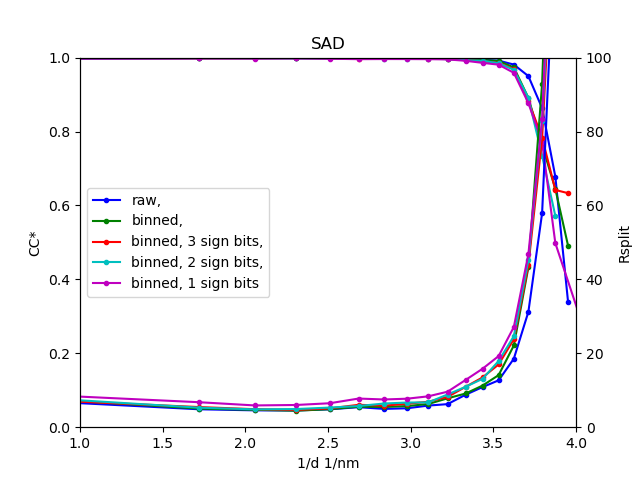 SAD
1.0
0.8
0.6
0.4
0.2
0.0
CC*
100
80
60
40
20
0
Rsplit
raw,
binned,
binned, 3 sign bits,
binned, 2 sign bits,
binned, 1 sign bits
1.0 1.5 2.0 2.5 3.0 3.5 4.0
1/d 1/nm